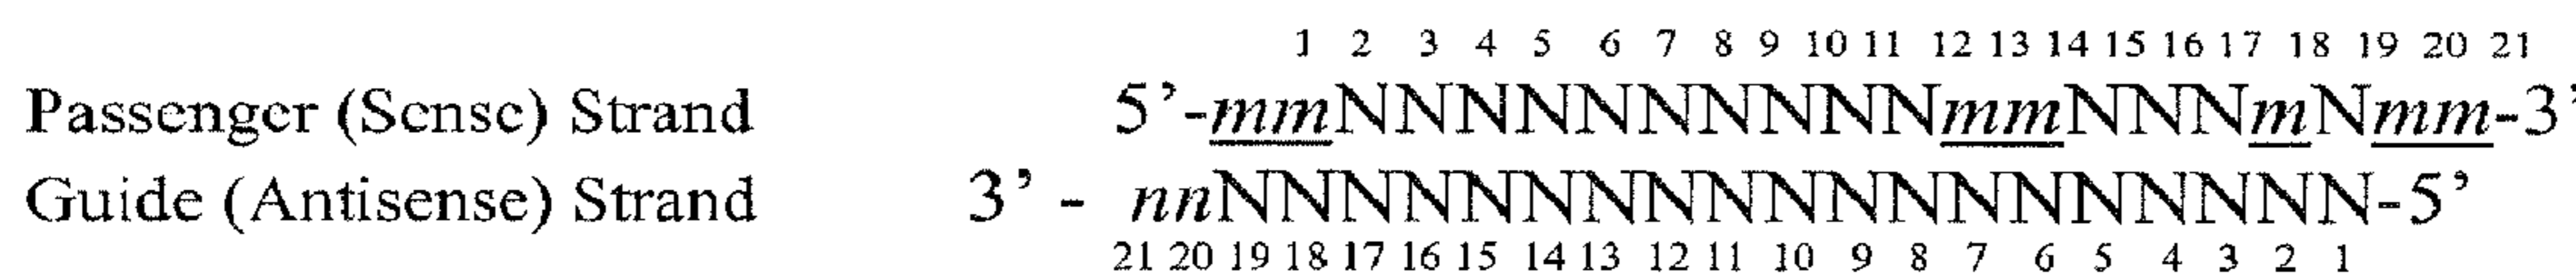 1 2 3 4 5 6 7 8 9 10 11 12 13 14 15 16 17 18 19 20 21
Passenger (Sense) Strand 5’-mmNNNNNNNNNNmmNNNmNmm-3’
Guide (Antisense) Strand 3’ - nnNNNNNNNNNNNNNNNNNNN-5’
21 20 19 18 17 16 15 14 13 12 11 10 9 8 7 6 5 4 3 2 1